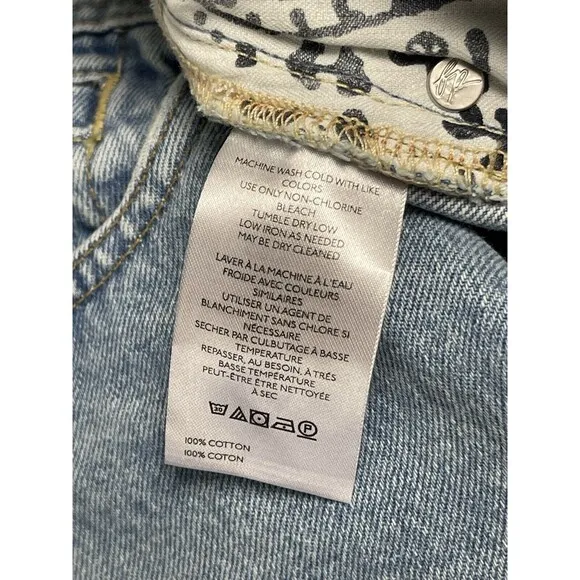 MACHINE WASH COLD WITH LIKE
COLORS
USE ONLY NON-CHLORINE
BLEACH
TUMBLE DRY LOW
LOW IRON AS NEEDED
MAY BE DRY CLEANED
LAVER À LA MACHINE À L'EAU
FROIDE AVEC COULEURS
SIMILAIRES
UTILISER UN AGENT DE
BLANCHIMENT SANS CHLORE SI
NÉCESSAIRE
SECHER PAR CULBUTAGE À BASSE
TEMPERATURE
REPASSER, AU BESOIN, À TRÉS
BASSE TEMPÉRATURE
PEUT-ÊTRE ÊTRE NETTOYÉE
À SEC
30 P
100% COTTON
100% COTON